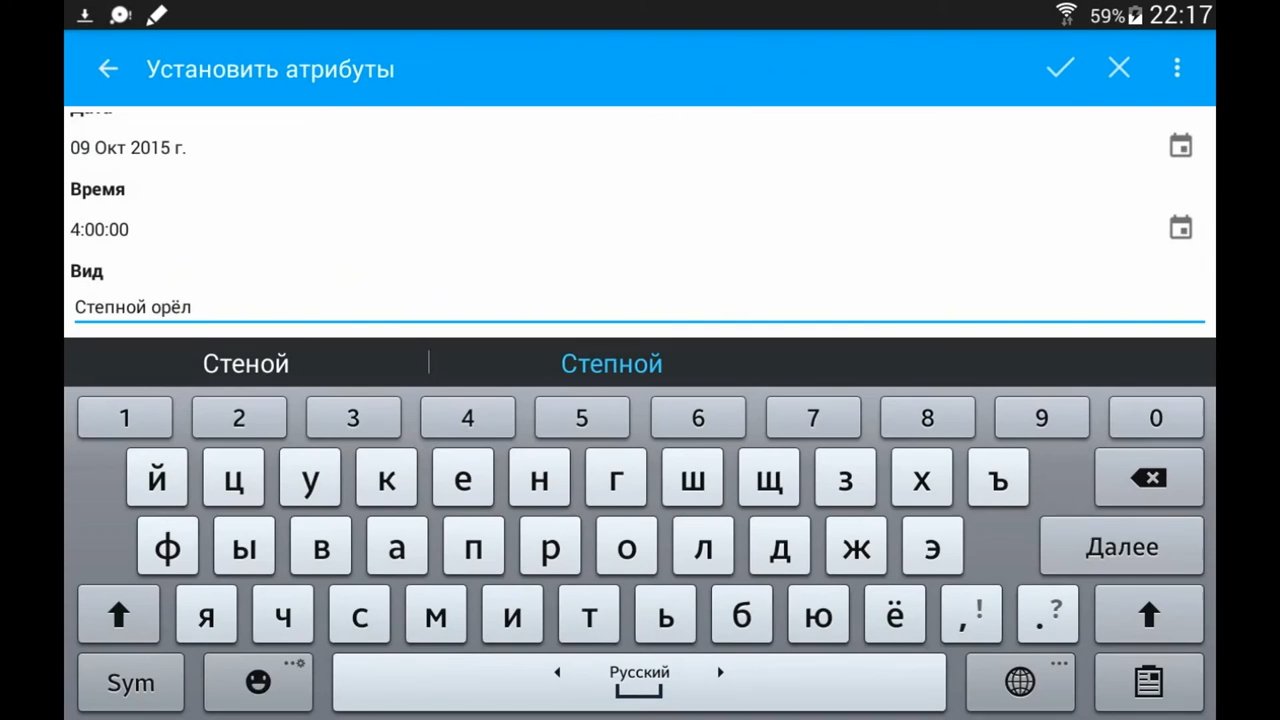 59% 22:17
Установить атрибуты
Дата
09 Окт 2015 г.
Время
4:00:00
Вид
Степной орёл
Стеной Степной
1 2 3 4 5 6 7 8 9 0
й ц у к е н г ш щ з х ъ
ф ы в а п р о л д ж э Далее
я ч с м и т ь б ю ё , ! . ?
Sym Русский